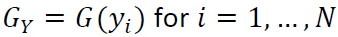 G_Y = G(y_i) for i = 1, … , N